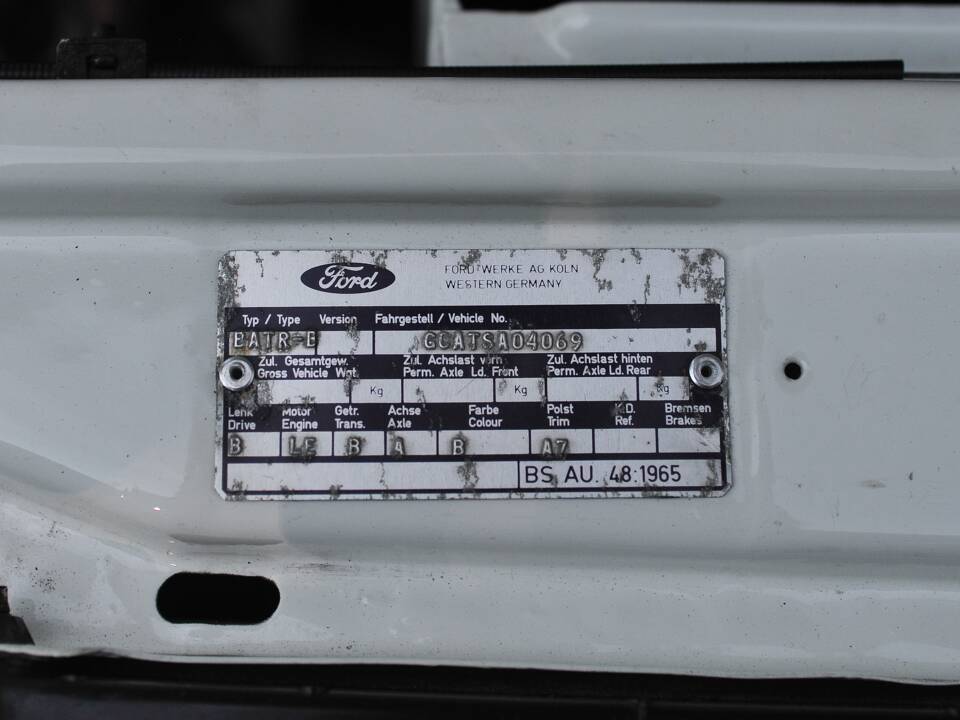 Ford
FORD WERKE AG KÖLN
WESTERN GERMANY
Typ / Type Version Fahrgestell / Vehicle No.
BATR-E GCATSA04069
Zul. Gesamtgew. Zul. Achslast vorn Zul. Achslast hinten
Gross Vehicle Wgt. Perm. Axle Ld. Front Perm. Axle Ld. Rear
Kg Kg Kg
Lenk Motor Getr. Achse Farbe Polst K.D. Bremsen
Drive Engine Trans. Axle Colour Trim Ref. Brakes
B LE B A B A7
BS AU. 48:1965